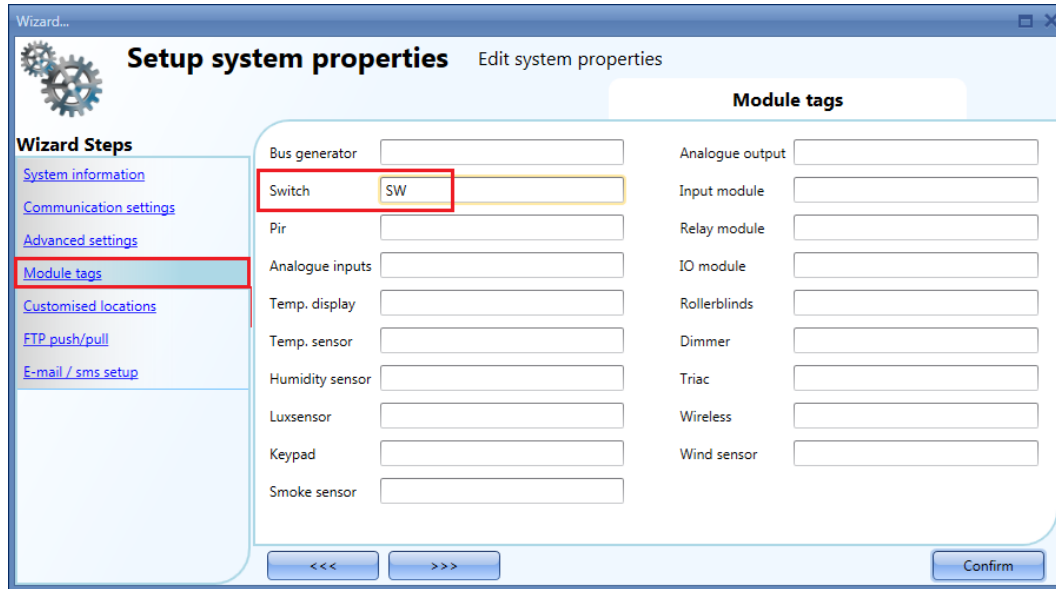 Wizard...
Setup system properties Edit system properties
Module tags
Wizard Steps
System information
Communication settings
Advanced settings
Module tags
Customised locations
FTP push/pull
E-mail / sms setup
Bus generator
Switch SW
Pir
Analogue inputs
Temp. display
Temp. sensor
Humidity sensor
Luxsensor
Keypad
Smoke sensor
Analogue output
Input module
Relay module
IO module
Rollerblinds
Dimmer
Triac
Wireless
Wind sensor
<<< >>> Confirm